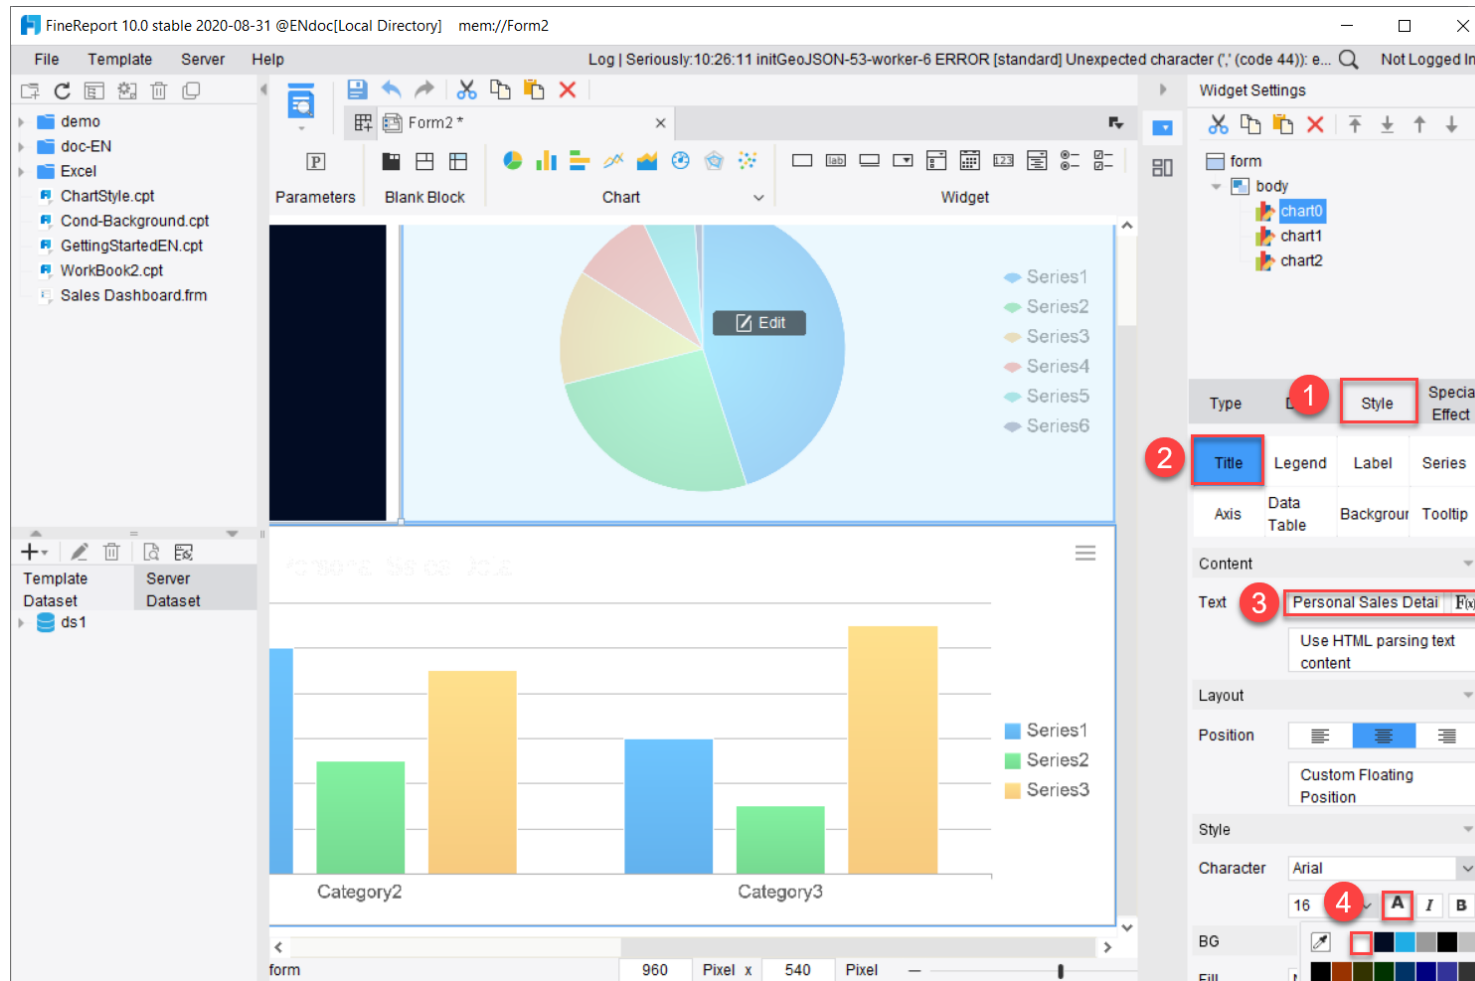 FineReport 10.0 stable 2020-08-31 @ENdoc[Local Directory] mem://Form2
File Template Server Help
Log | Seriously:10:26:11 initGeoJSON-53-worker-6 ERROR [standard] Unexpected character (',' (code 44)): e...
Not Logged In
demo
doc-EN
Excel
ChartStyle.cpt
Cond-Background.cpt
GettingStartedEN.cpt
WorkBook2.cpt
Sales Dashboard.frm
Template
Dataset
Server
Dataset
ds1
Form2 *
P
lab
123
Parameters
Blank Block
Chart
Widget
Edit
Series1
Series2
Series3
Series4
Series5
Series6
Series1
Series2
Series3
Category2
Category3
form
960 Pixel x 540 Pixel
Widget Settings
form
body
chart0
chart1
chart2
Type
1
Style
Specia
Effect
2
Title
Legend
Label
Series
Axis
Data
Table
Backgrour
Tooltip
Content
Text
3
Personal Sales Detai
F(x)
Use HTML parsing text
content
Layout
Position
Custom Floating
Position
Style
Character
Arial
16
4
A
I
B
BG
Fill